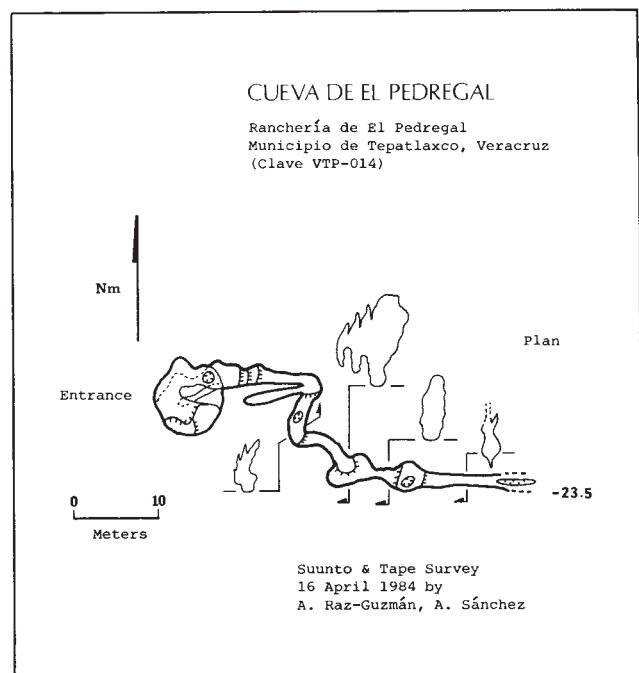 CUEVA DE EL PEDREGAL
Ranchería de El Pedregal
Municipio de Tepatlaxco, Veracruz
(Clave VTP-014)
Nm
Plan
Entrance
0 10
Meters
-23.5
Suunto & Tape Survey
16 April 1984 by
A. Raz-Guzmán, A. Sánchez